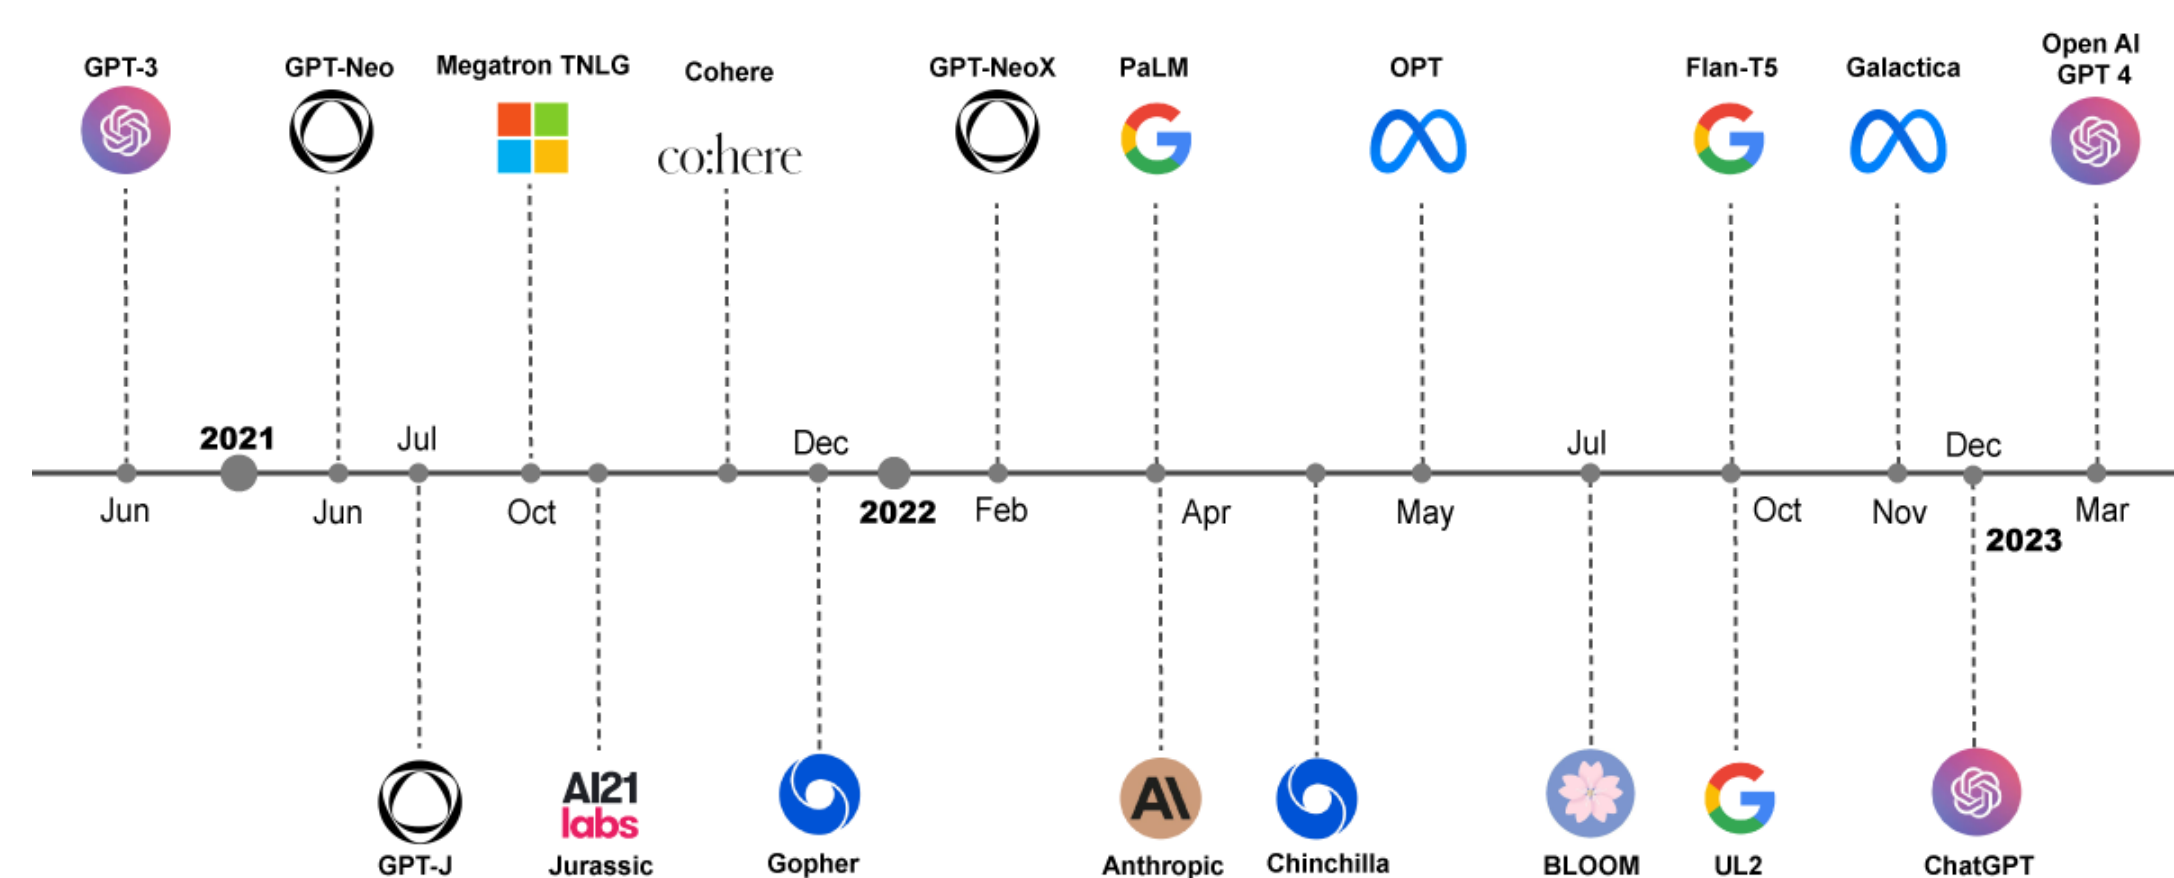 Open AI
GPT 4
GPT-3
GPT-Neo
Megatron TNLG
Cohere
GPT-NeoX
PaLM
OPT
Flan-T5
Galactica
co:here
2021
Jul
Dec
Jul
Dec
Jun
Jun
Oct
2022
Feb
Apr
May
Oct
Nov
Mar
2023
AI21
labs
AI
GPT-J
Jurassic
Gopher
Anthropic
Chinchilla
BLOOM
UL2
ChatGPT